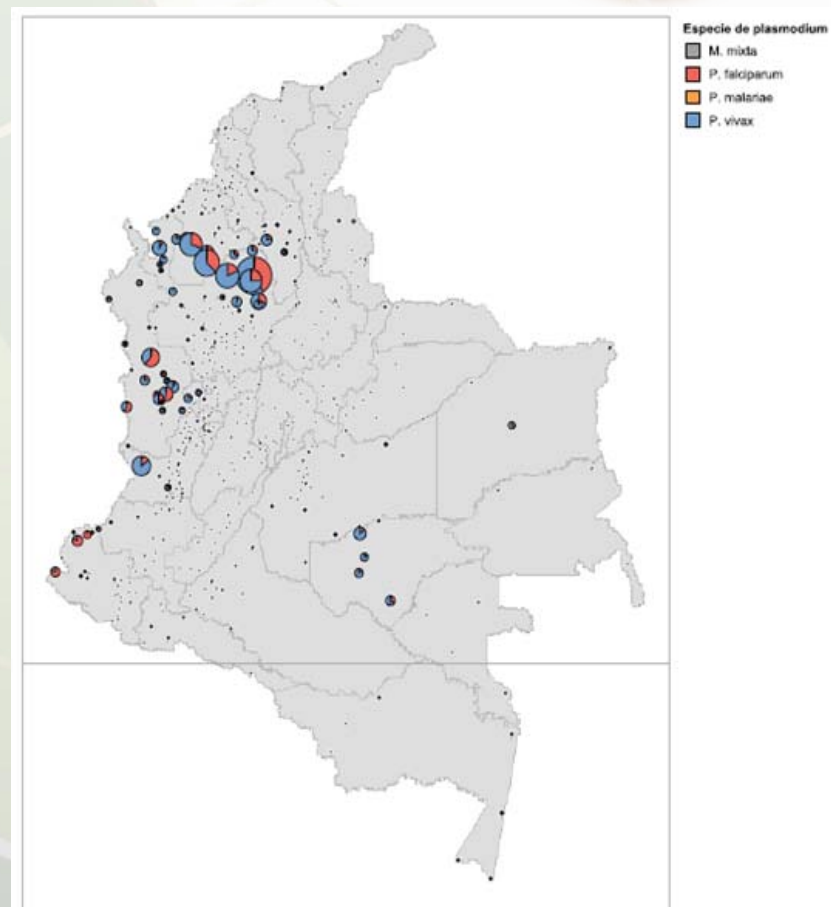 Especie de plasmodium
M. mixta
P. falciparum
P. malariae
P. vivax